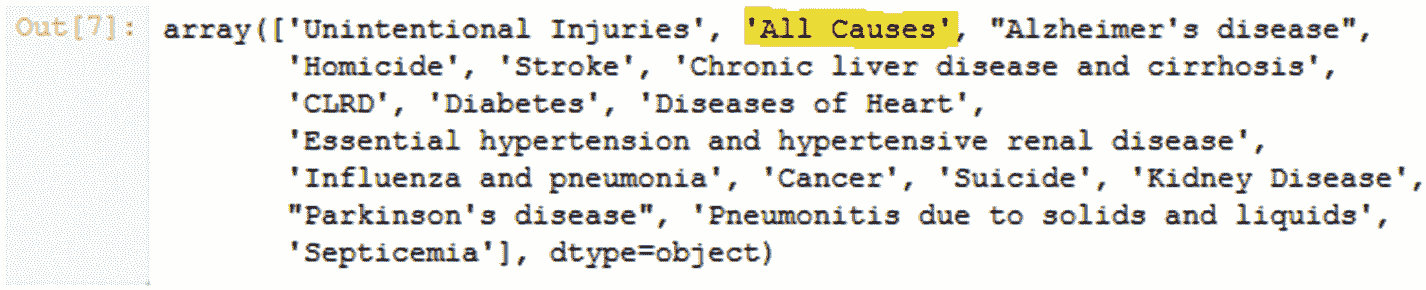 Out[7]: array(['Unintentional Injuries', 'All Causes', "Alzheimer's disease",
'Homicide', 'Stroke', 'Chronic liver disease and cirrhosis',
'CLRD', 'Diabetes', 'Diseases of Heart',
'Essential hypertension and hypertensive renal disease',
'Influenza and pneumonia', 'Cancer', 'Suicide', 'Kidney Disease',
"Parkinson's disease", 'Pneumonitis due to solids and liquids',
'Septicemia'], dtype=object)